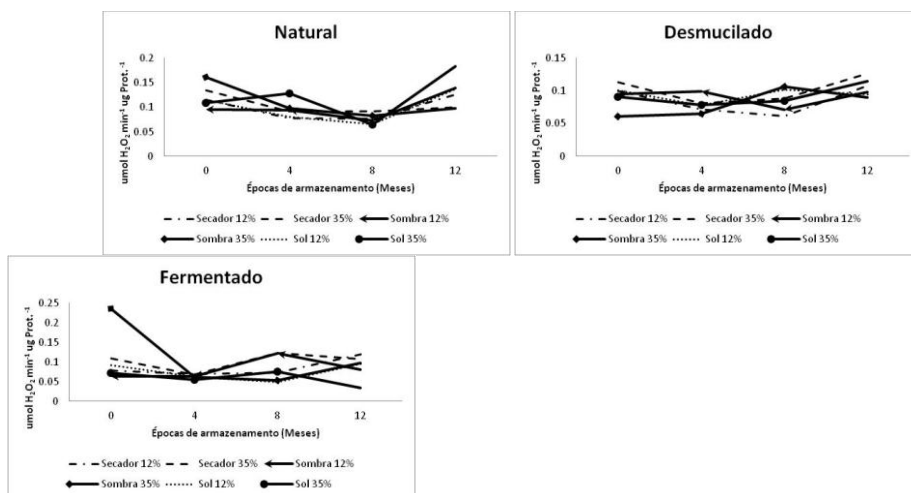 Natural
umol H₂O₂ min⁻¹ ug Prot.⁻¹
0.2
0.15
0.1
0.05
0
0 4 8 12
Épocas de armazenamento (Meses)
Secador 12% Secador 35% Sombra 12%
Sombra 35% Sol 12% Sol 35%
Desmucilado
umol H₂O₂ min⁻¹ ug Prot.⁻¹
0.15
0.1
0.05
0
0 4 8 12
Épocas de armazenamento (Meses)
Secador 12% Secador 35% Sombra 12%
Sombra 35% Sol 12% Sol 35%
Fermentado
umol H₂O₂ min⁻¹ ug Prot.⁻¹
0.25
0.2
0.15
0.1
0.05
0
0 4 8 12
Épocas de armazenamento (Meses)
Secador 12% Secador 35% Sombra 12%
Sombra 35% Sol 12% Sol 35%